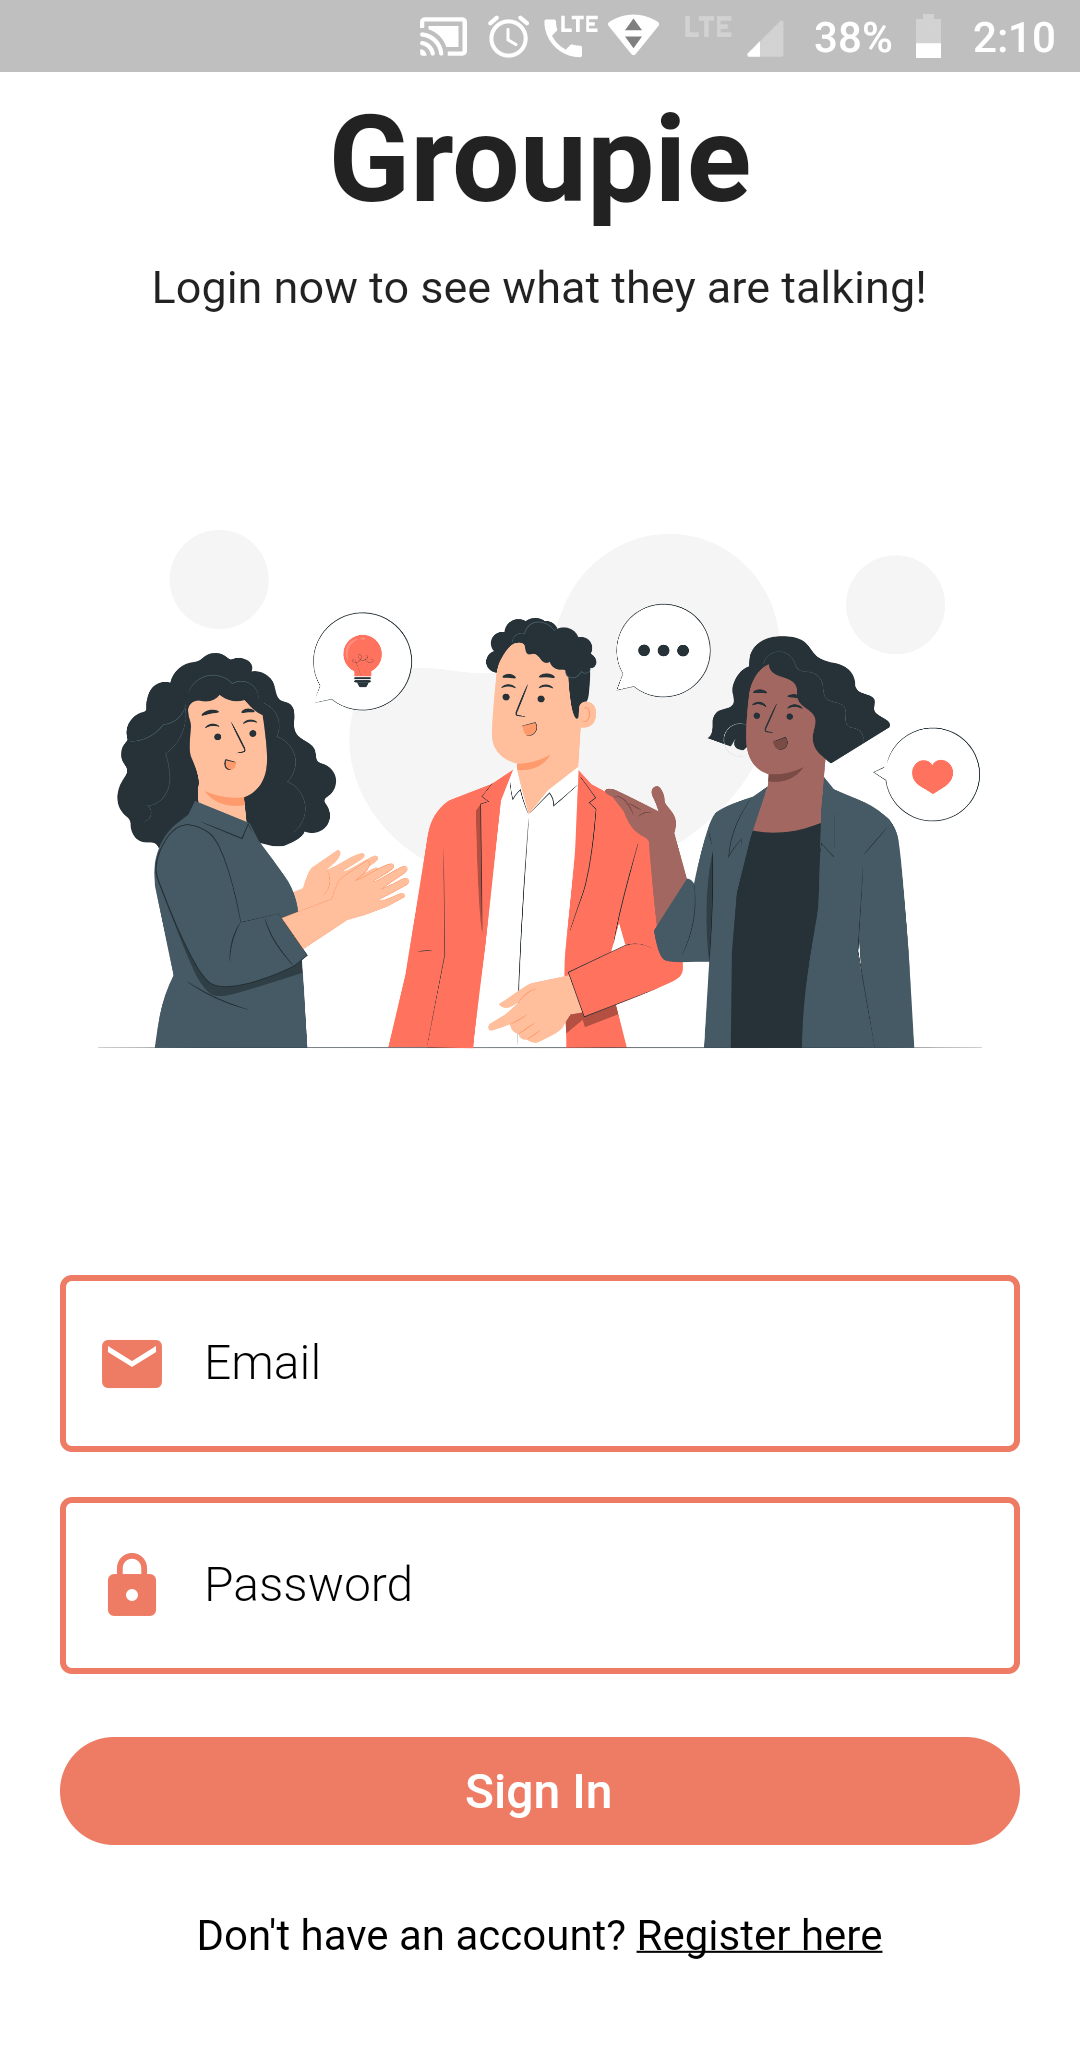 LTE LTE 38% 2:10
Groupie
Login now to see what they are talking!
Email
Password
Sign In
Don't have an account? Register here